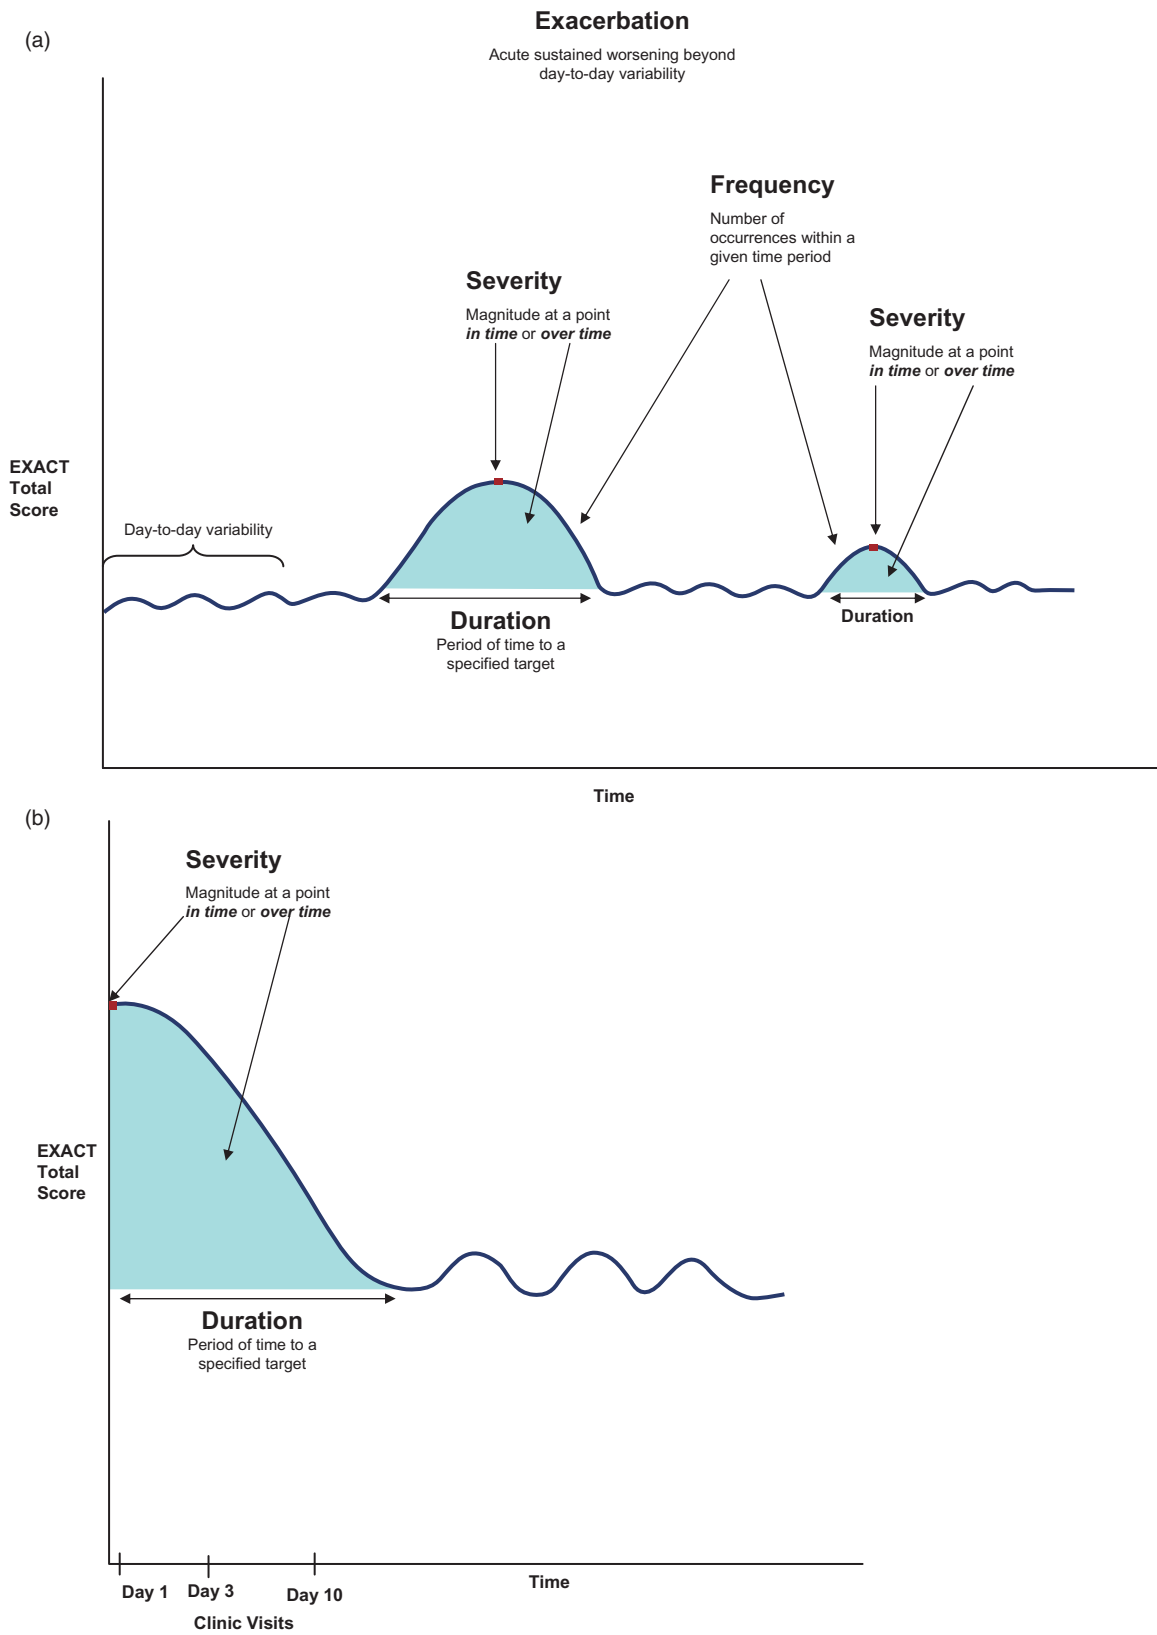 (a)
Exacerbation
Acute sustained worsening beyond
day-to-day variability
Frequency
Number of
occurrences within a
given time period
Severity
Magnitude at a point
in time or over time
Severity
Magnitude at a point
in time or over time
EXACT
Total
Score
Day-to-day variability
Duration
Period of time to a
specified target
Duration
Time
(b)
Severity
Magnitude at a point
in time or over time
EXACT
Total
Score
Duration
Period of time to a
specified target
Day 1
Day 3
Day 10
Time
Clinic Visits